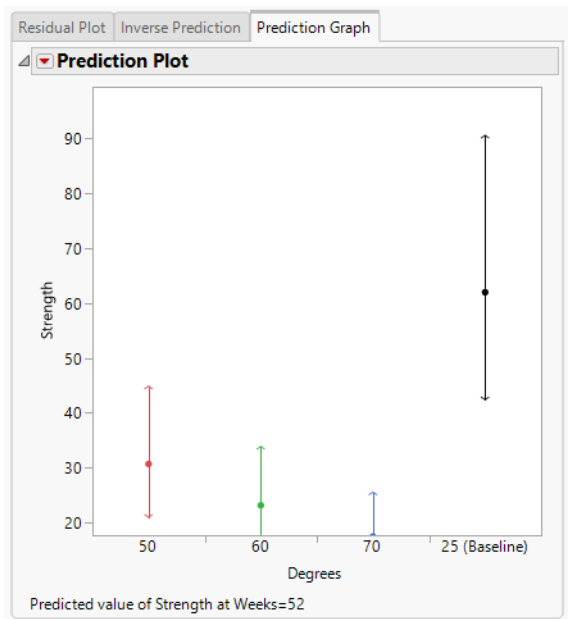 Residual Plot Inverse Prediction Prediction Graph
Prediction Plot
90
80
70
60
50
40
30
20
Strength
50 60 70 25 (Baseline)
Degrees
Predicted value of Strength at Weeks=52